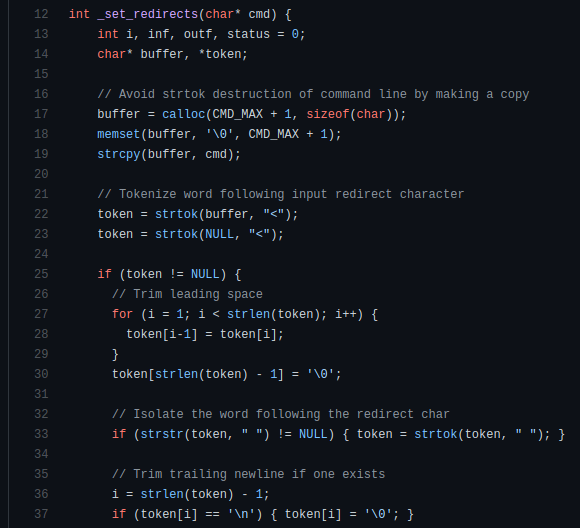 12 int _set_redirects(char* cmd) {
13 int i, inf, outf, status = 0;
14 char* buffer, *token;
15
16 // Avoid strtok destruction of command line by making a copy
17 buffer = calloc(CMD_MAX + 1, sizeof(char));
18 memset(buffer, '\0', CMD_MAX + 1);
19 strcpy(buffer, cmd);
20
21 // Tokenize word following input redirect character
22 token = strtok(buffer, "<");
23 token = strtok(NULL, "<");
24
25 if (token != NULL) {
26 // Trim leading space
27 for (i = 1; i < strlen(token); i++) {
28 token[i-1] = token[i];
29 }
30 token[strlen(token) - 1] = '\0';
31
32 // Isolate the word following the redirect char
33 if (strstr(token, " ") != NULL) { token = strtok(token, " "); }
34
35 // Trim trailing newline if one exists
36 i = strlen(token) - 1;
37 if (token[i] == '\n') { token[i] = '\0'; }